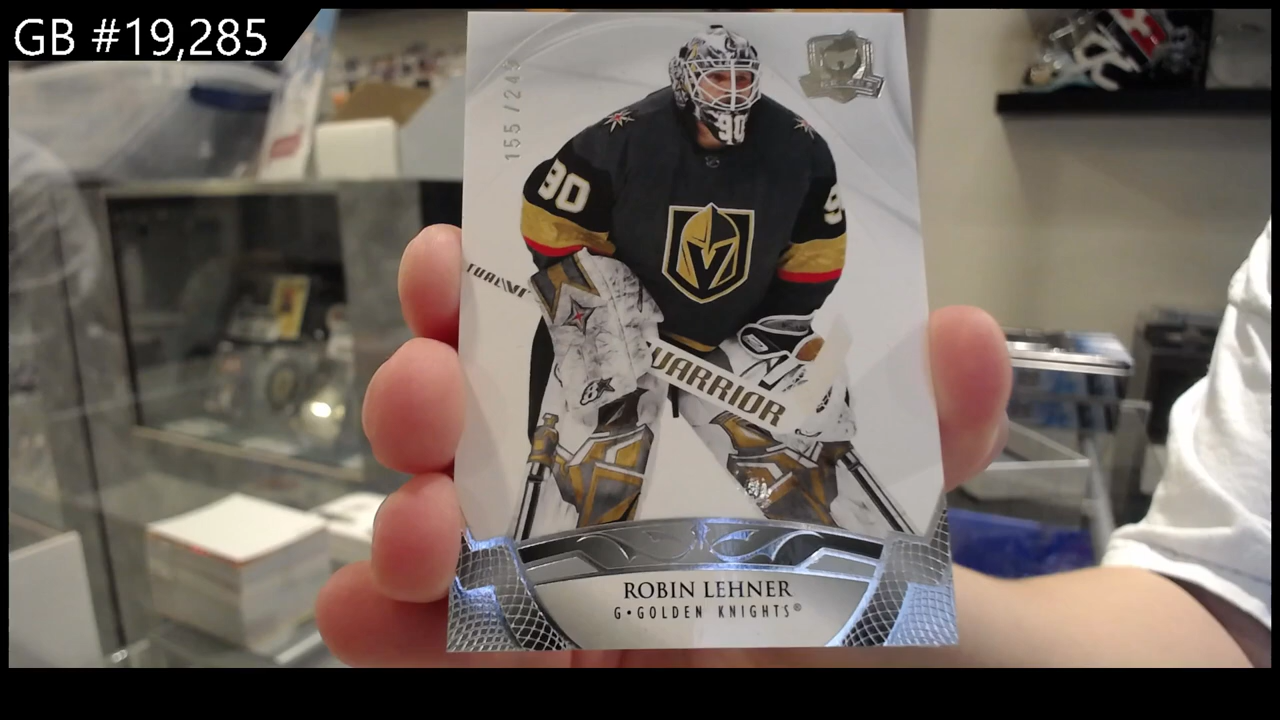 GB #19,285
155/249
90
90
WARRIOR
ROBIN LEHNER
G•GOLDEN KNIGHTS®